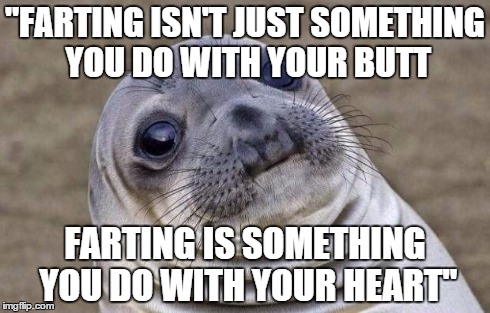 "FARTING ISN'T JUST SOMETHING
YOU DO WITH YOUR BUTT
FARTING IS SOMETHING
YOU DO WITH YOUR HEART"
imgflip.com